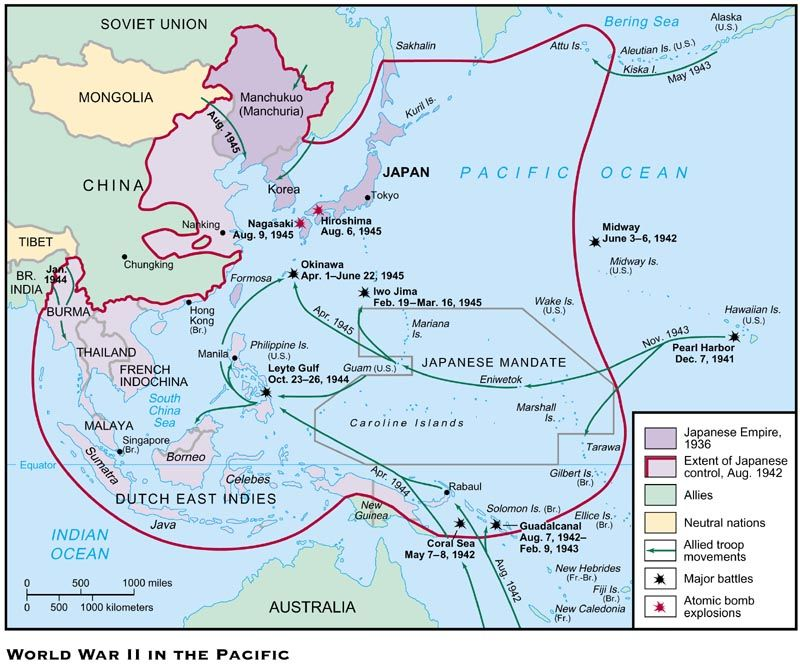 SOVIET UNION
Bering Sea
Alaska
(U.S.)
Attu Is.
Aleutian Is. (U.S.)
Kiska I.
May 1943
Sakhalin
MONGOLIA
Manchukuo
(Manchuria)
Aug. 1945
Kuril Is.
CHINA
Korea
JAPAN
Tokyo
PACIFIC OCEAN
Nanking
Nagasaki
Aug. 9, 1945
Hiroshima
Aug. 6, 1945
Midway
June 3–6, 1942
Midway Is.
(U.S.)
TIBET
Chungking
BR.
INDIA
Jan.
1944
Formosa
Okinawa
Apr. 1–June 22, 1945
Iwo Jima
Feb. 19–Mar. 16, 1945
BURMA
Hong
Kong
(Br.)
Wake Is.
(U.S.)
Hawaiian Is.
(U.S.)
Apr. 1945
Mariana
Is.
Nov. 1943
Pearl Harbor
Dec. 7, 1941
THAILAND
Manila
Philippine Is.
(U.S.)
Guam (U.S.)
JAPANESE MANDATE
FRENCH
INDOCHINA
Leyte Gulf
Oct. 23–26, 1944
Eniwetok
South
China
Sea
MALAYA
Caroline Islands
Marshall
Is.
Tarawa
Singapore
(Br.)
Equator
Sumatra
Borneo
Celebes
Apr. 1944
Gilbert Is.
(Br.)
DUTCH EAST INDIES
Java
New
Guinea
Rabaul
Solomon Is. (Br.)
Ellice Is.
(Br.)
Guadalcanal
Aug. 7, 1942–
Feb. 9, 1943
INDIAN
OCEAN
Coral Sea
May 7–8, 1942
Aug. 1942
New Hebrides
(Fr.-Br.)
Fiji Is.
(Br.)
New Caledonia
(Fr.)
AUSTRALIA
0 500 1000 miles
0 500 1000 kilometers
Japanese Empire,
1936
Extent of Japanese
control, Aug. 1942
Allies
Neutral nations
Allied troop
movements
Major battles
Atomic bomb
explosions
WORLD WAR II IN THE PACIFIC